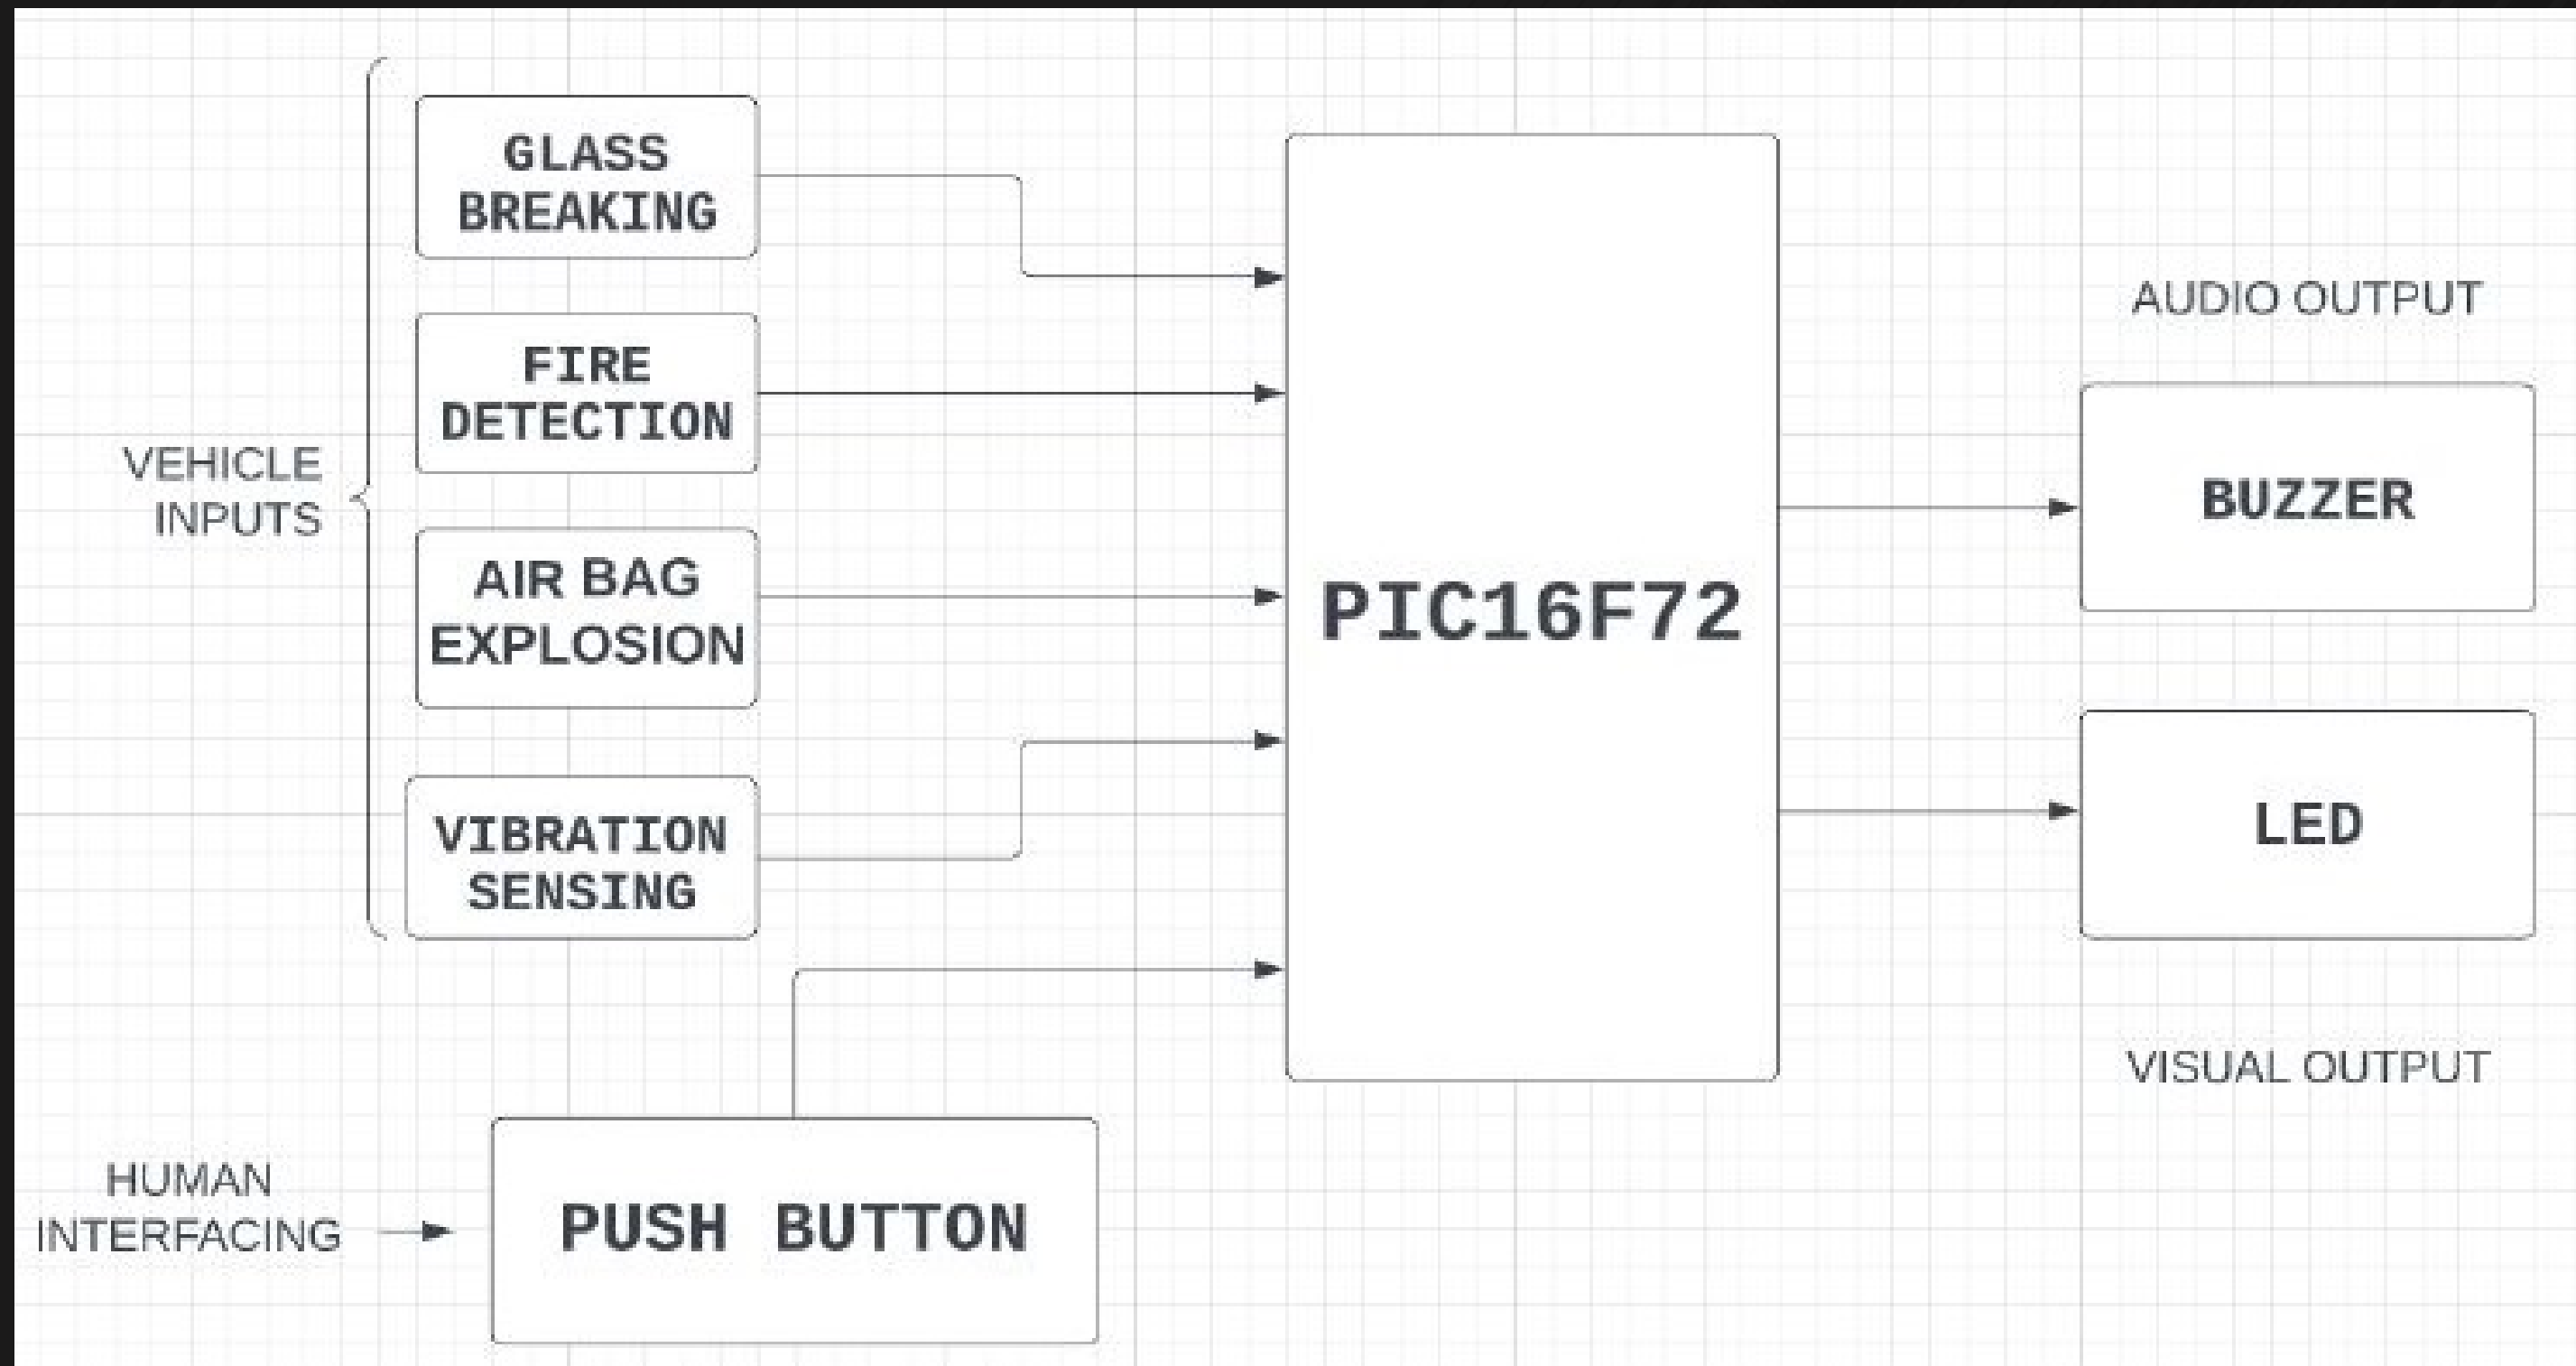 GLASS
BREAKING
FIRE
DETECTION
VEHICLE
INPUTS
AIR BAG
EXPLOSION
VIBRATION
SENSING
HUMAN
INTERFACING
PUSH BUTTON
PIC16F72
AUDIO OUTPUT
BUZZER
LED
VISUAL OUTPUT